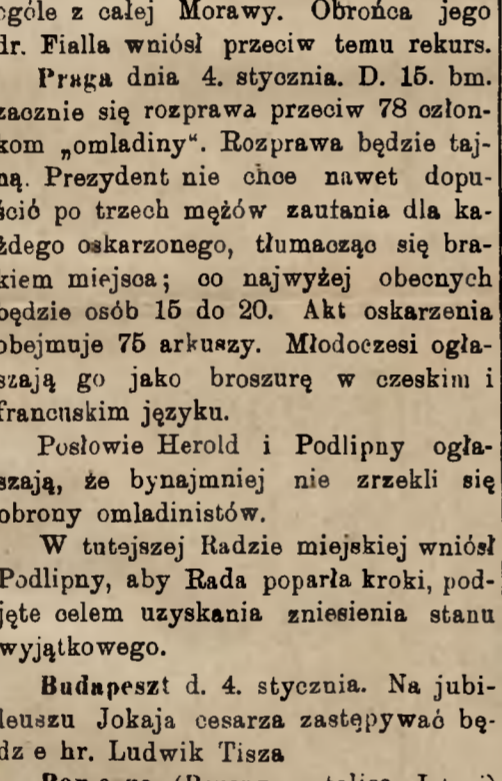 ogóle z całej Morawy. Obrońca jego
dr. Fialla wniósł przeciw temu rekurs.
Praga dnia 4. stycznia. D. 15. bm.
zacznie się rozprawa przeciw 78 człon-
kom „omladiny“. Rozprawa będzie taj-
ną. Prezydent nie chce nawet dopu-
ścić po trzech mężów zaufania dla ka-
żdego oskarzonego, tłumacząc się bra-
kiem miejsca; co najwyżej obecnych
będzie osób 15 do 20. Akt oskarzenia
obejmuje 75 arkuszy. Młodoczesi ogła-
szają go jako broszurę w czeskim i
francuskim języku.
Posłowie Herold i Podlipny ogła-
szają, że bynajmniej nie zrzekli się
obrony omladinistów.
W tutejszej Radzie miejskiej wniósł
Podlipny, aby Rada poparła kroki, pod-
jęte celem uzyskania zniesienia stanu
wyjątkowego.
Budapeszt d. 4. stycznia. Na jubi-
leuszu Jokaja cesarza zastępywać bę-
dz e hr. Ludwik Tisza